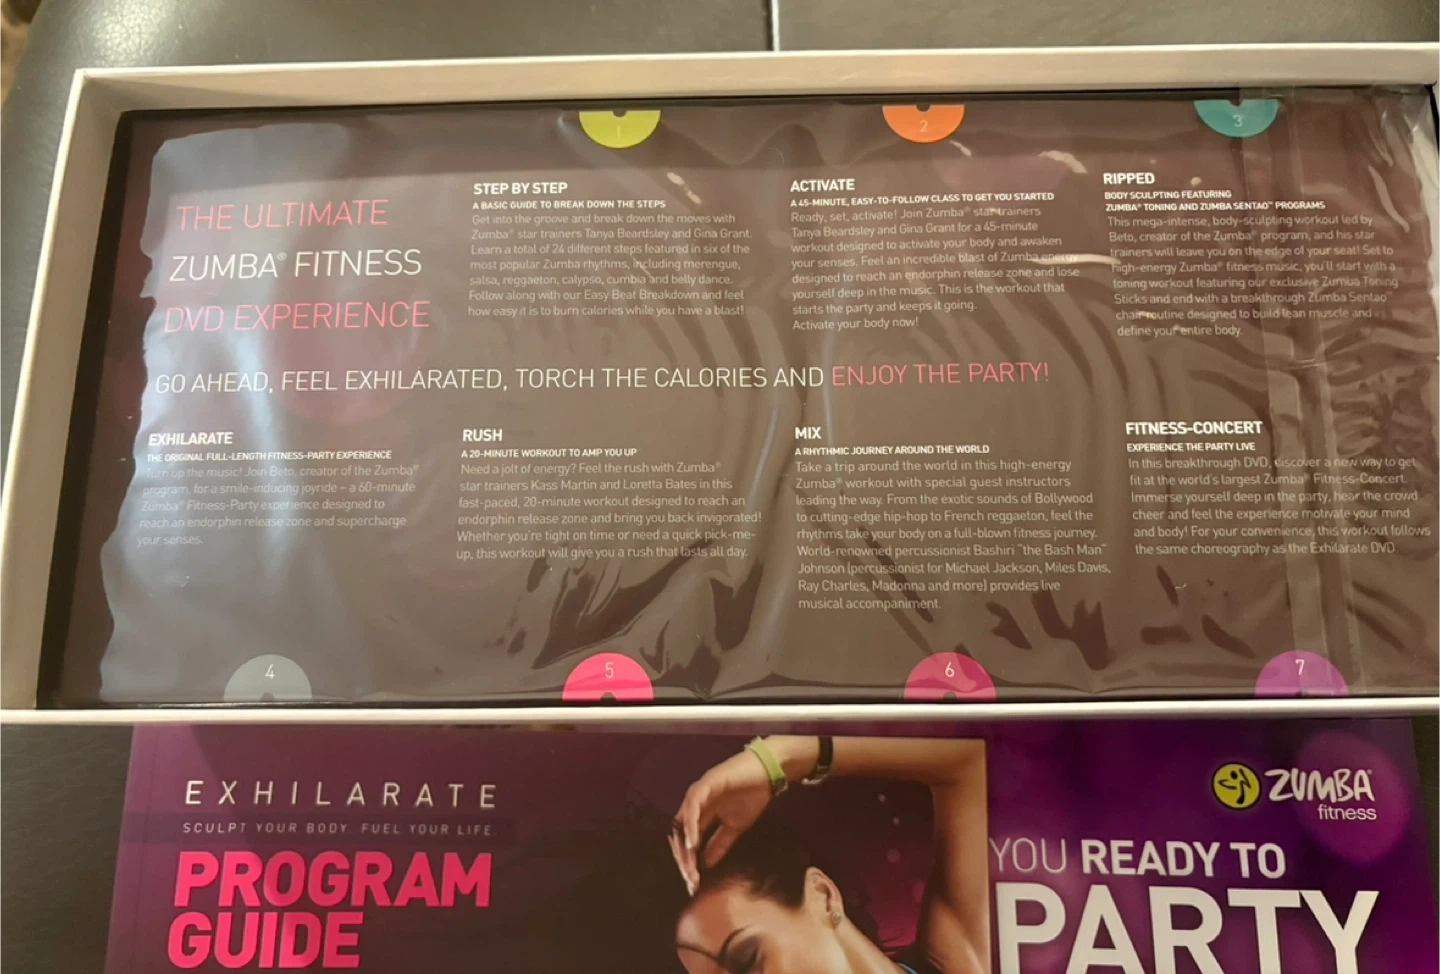 1
2
3
THE ULTIMATE
ZUMBA® FITNESS
DVD EXPERIENCE
STEP BY STEP
A BASIC GUIDE TO BREAK DOWN THE STEPS
Get into the groove and break down the moves with
Zumba® star trainers Tanya Beardsley and Gina Grant.
Learn a total of 24 different steps featured in six of the
most popular Zumba rhythms, including merengue,
salsa, reggaeton, calypso, cumbia and belly dance.
Follow along with our Easy Beat Breakdown and feel
how easy it is to burn calories while you have a blast!
ACTIVATE
A 45-MINUTE, EASY-TO-FOLLOW CLASS TO GET YOU STARTED
Ready, set, activate! Join Zumba® star trainers
Tanya Beardsley and Gina Grant for a 45-minute
workout designed to activate your body and awaken
your senses. Feel an incredible blast of Zumba energy
designed to reach an endorphin release zone and lose
yourself deep in the music. This is the workout that
starts the party and keeps it going.
Activate your body now!
RIPPED
BODY SCULPTING FEATURING
ZUMBA® TONING AND ZUMBA SENTAO™ PROGRAMS
This mega-intense, body-sculpting workout led by
Beto, creator of the Zumba® program, and his star
trainers will leave you on the edge of your seat! Set to
high-energy Zumba® fitness music, you'll start with a
toning workout featuring our exclusive Zumba Toning
Sticks and end with a breakthrough Zumba Sentao™
chair routine designed to build lean muscle and
define your entire body.
GO AHEAD, FEEL EXHILARATED, TORCH THE CALORIES AND ENJOY THE PARTY!
EXHILARATE
THE ORIGINAL FULL-LENGTH FITNESS-PARTY EXPERIENCE
Turn up the music! Join Beto, creator of the Zumba®
program, for a smile-inducing joyride – a 60-minute
Zumba® Fitness-Party experience designed to
reach an endorphin release zone and supercharge
your senses.
RUSH
A 20-MINUTE WORKOUT TO AMP YOU UP
Need a jolt of energy? Feel the rush with Zumba®
star trainers Kass Martin and Loretta Bates in this
fast-paced, 20-minute workout designed to reach an
endorphin release zone and bring you back invigorated!
Whether you're tight on time or need a quick pick-me-
up, this workout will give you a rush that lasts all day.
MIX
A RHYTHMIC JOURNEY AROUND THE WORLD
Take a trip around the world in this high-energy
Zumba® workout with special guest instructors
leading the way. From the exotic sounds of Bollywood
to cutting-edge hip-hop to French reggaeton, feel the
rhythms take your body on a full-blown fitness journey.
World-renowned percussionist Bashiri "the Bash Man"
Johnson (percussionist for Michael Jackson, Miles Davis,
Ray Charles, Madonna and more) provides live
musical accompaniment.
FITNESS-CONCERT
EXPERIENCE THE PARTY LIVE
In this breakthrough DVD, discover a new way to get
fit at the world's largest Zumba® Fitness-Concert.
Immerse yourself deep in the party, hear the crowd
cheer and feel the experience motivate your mind
and body! For your convenience, this workout follows
the same choreography as the Exhilarate DVD.
4
5
6
7
EXHILARATE
SCULPT YOUR BODY. FUEL YOUR LIFE.
PROGRAM
GUIDE
ZUMBA®
fitness
YOU READY TO
PARTY